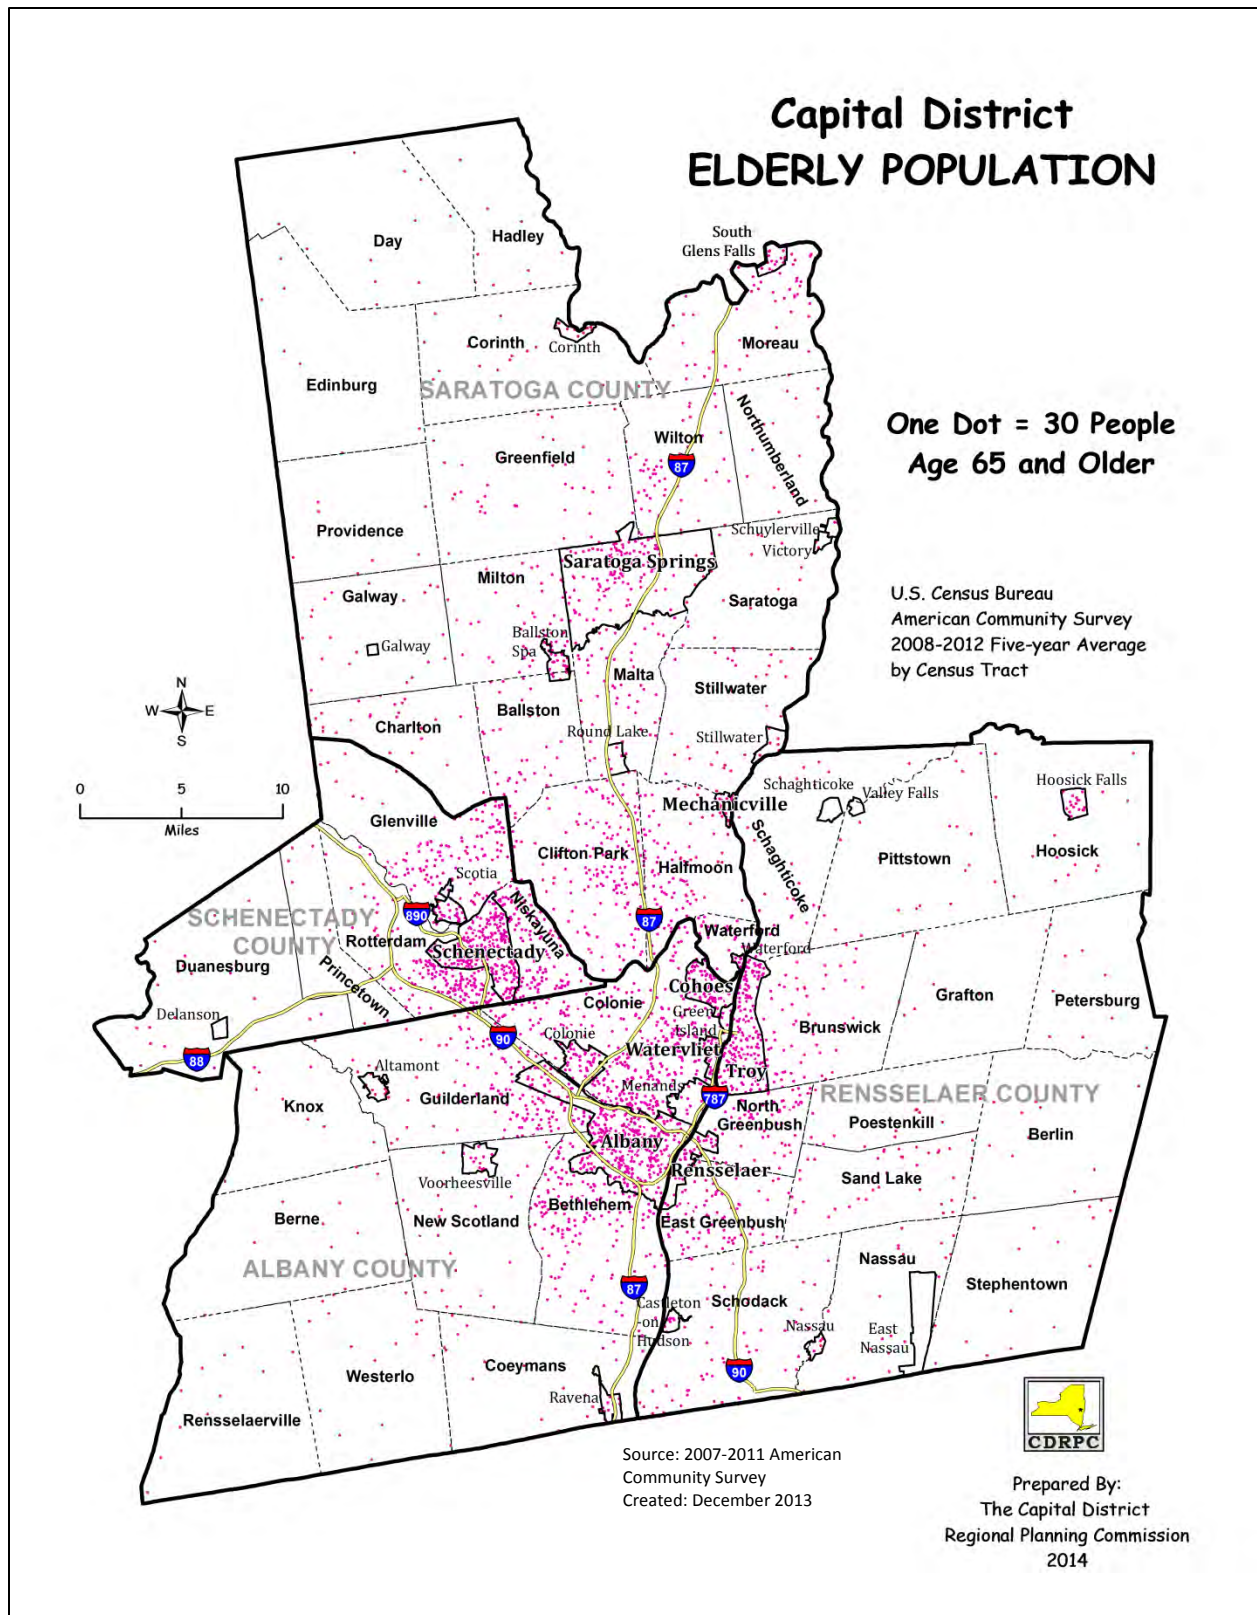 Capital District
ELDERLY POPULATION
South
Glens Falls
Day
Hadley
Corinth
Corinth
Moreau
Edinburg
SARATOGA COUNTY
One Dot = 30 People
Age 65 and Older
Northumberland
Wilton
Greenfield
87
Providence
Schuylerville
Victory
Saratoga Springs
Milton
Galway
Saratoga
U.S. Census Bureau
American Community Survey
2008-2012 Five-year Average
by Census Tract
Galway
Ballston
Spa
Malta
Stillwater
N
W
E
S
Ballston
Charlton
Round Lake
Stillwater
0
5
10
Miles
Mechanicville
Schaghticoke
Valley Falls
Hoosick Falls
Glenville
Clifton Park
Halfmoon
Schaghticoke
Pittstown
Hoosick
Scotia
Niskayuna
890
87
SCHENECTADY
COUNTY
Rotterdam
Schenectady
Waterford
Waterford
Duanesburg
Princetown
Cohoes
Colonie
Grafton
Petersburg
Delanson
Green
Island
Brunswick
88
90
Colonie
Watervliet
Altamont
Troy
Menands
787
RENSSELAER COUNTY
Knox
Guilderland
North
Greenbush
Poestenkill
Berlin
Albany
Rensselaer
Sand Lake
Voorheesville
Bethlehem
Berne
New Scotland
East Greenbush
Nassau
ALBANY COUNTY
Stephentown
87
Schodack
Castleton
on
Hudson
Nassau
East
Nassau
Coeymans
Westerlo
90
Ravena
Rensselaerville
CDRPC
Source: 2007-2011 American
Community Survey
Created: December 2013
Prepared By:
The Capital District
Regional Planning Commission
2014